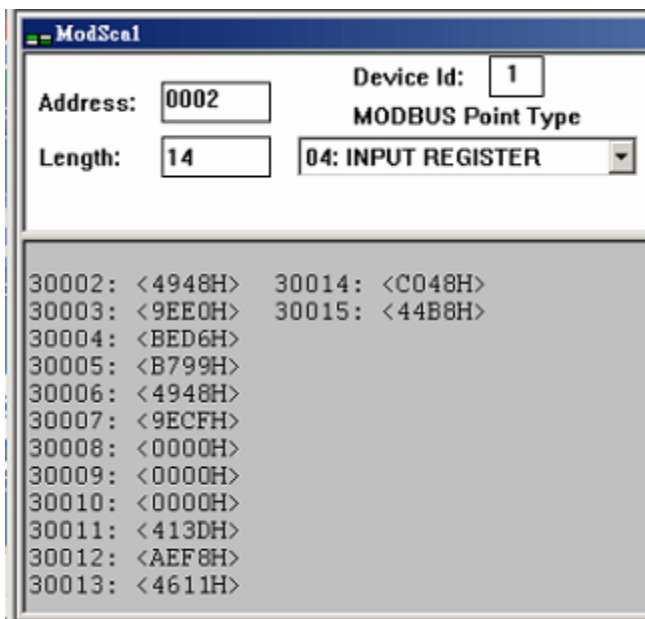 ModSca1
Device Id: 1
Address: 0002
MODBUS Point Type
Length: 14 04: INPUT REGISTER
30002: <4948H> 30014: <C048H>
30003: <9EE0H> 30015: <44B8H>
30004: <BED6H>
30005: <B799H>
30006: <4948H>
30007: <9ECFH>
30008: <0000H>
30009: <0000H>
30010: <0000H>
30011: <413DH>
30012: <AEF8H>
30013: <4611H>